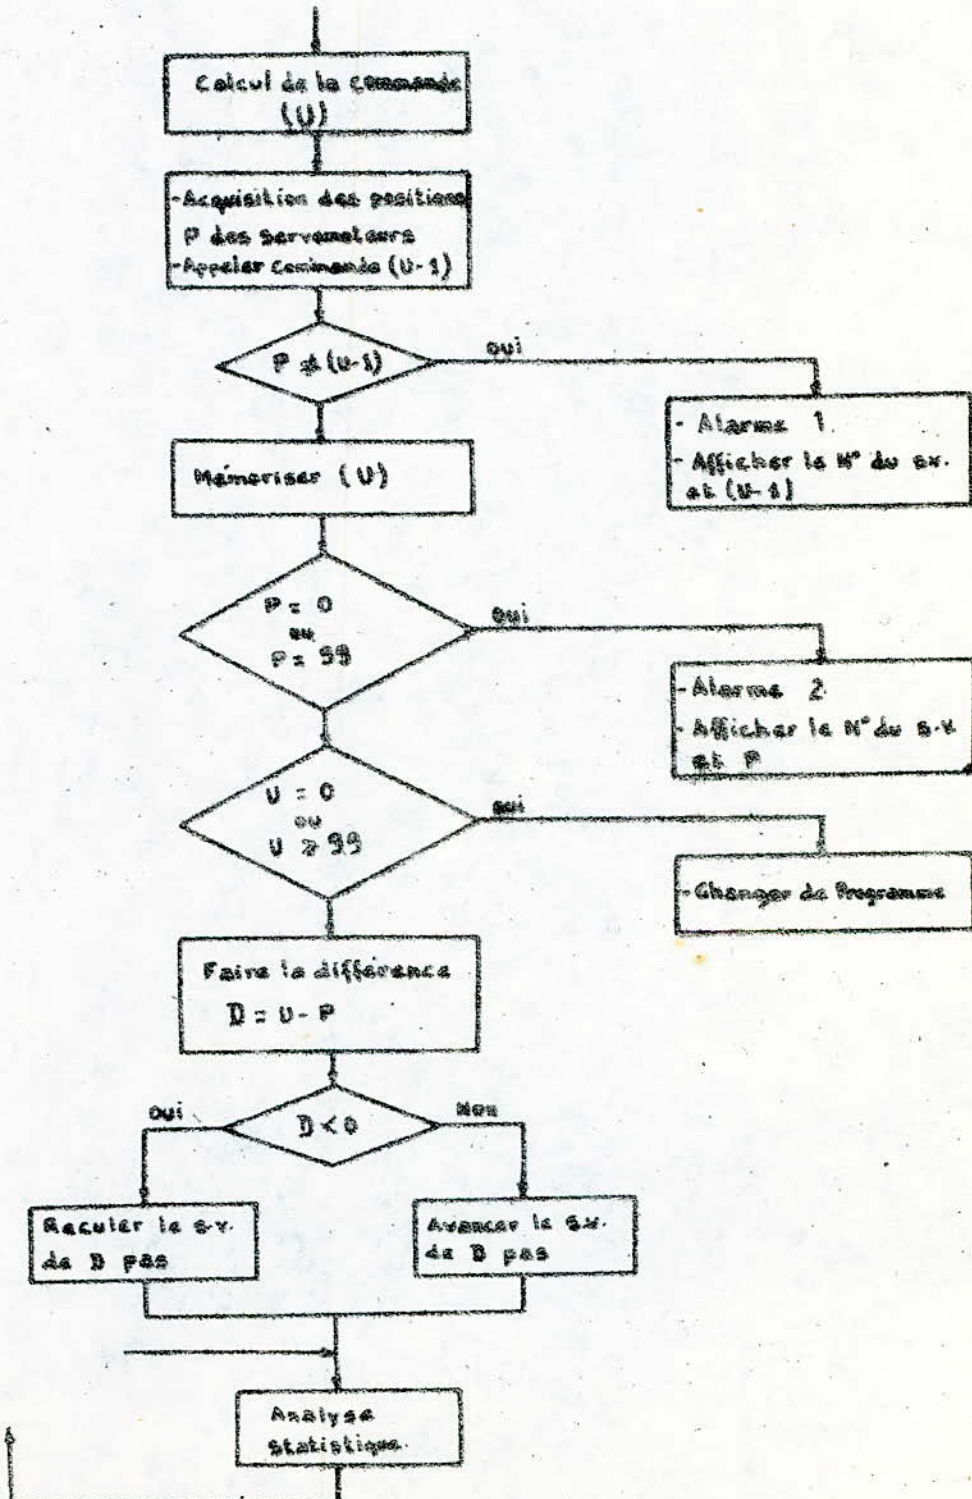 Calcul de la commande
(U)
-Acquisition des positions
P des servomoteurs
-Appeler Commande (U-1)
P ≠ (U-1)
oui
- Alarme 1.
- Afficher le N° du s.v.
et (U-1)
Mémoriser (U)
P = 0
ou
P = 99
oui
- Alarme 2.
- Afficher le N° du s.v
et P
U = 0
ou
U ≥ 99
oui
- Changer de Programme
Faire la différence
D = U - P
oui
D < 0
Non
Reculer le s.v.
de D pas
Avancer le s.v.
de D pas
Analyse
statistique.